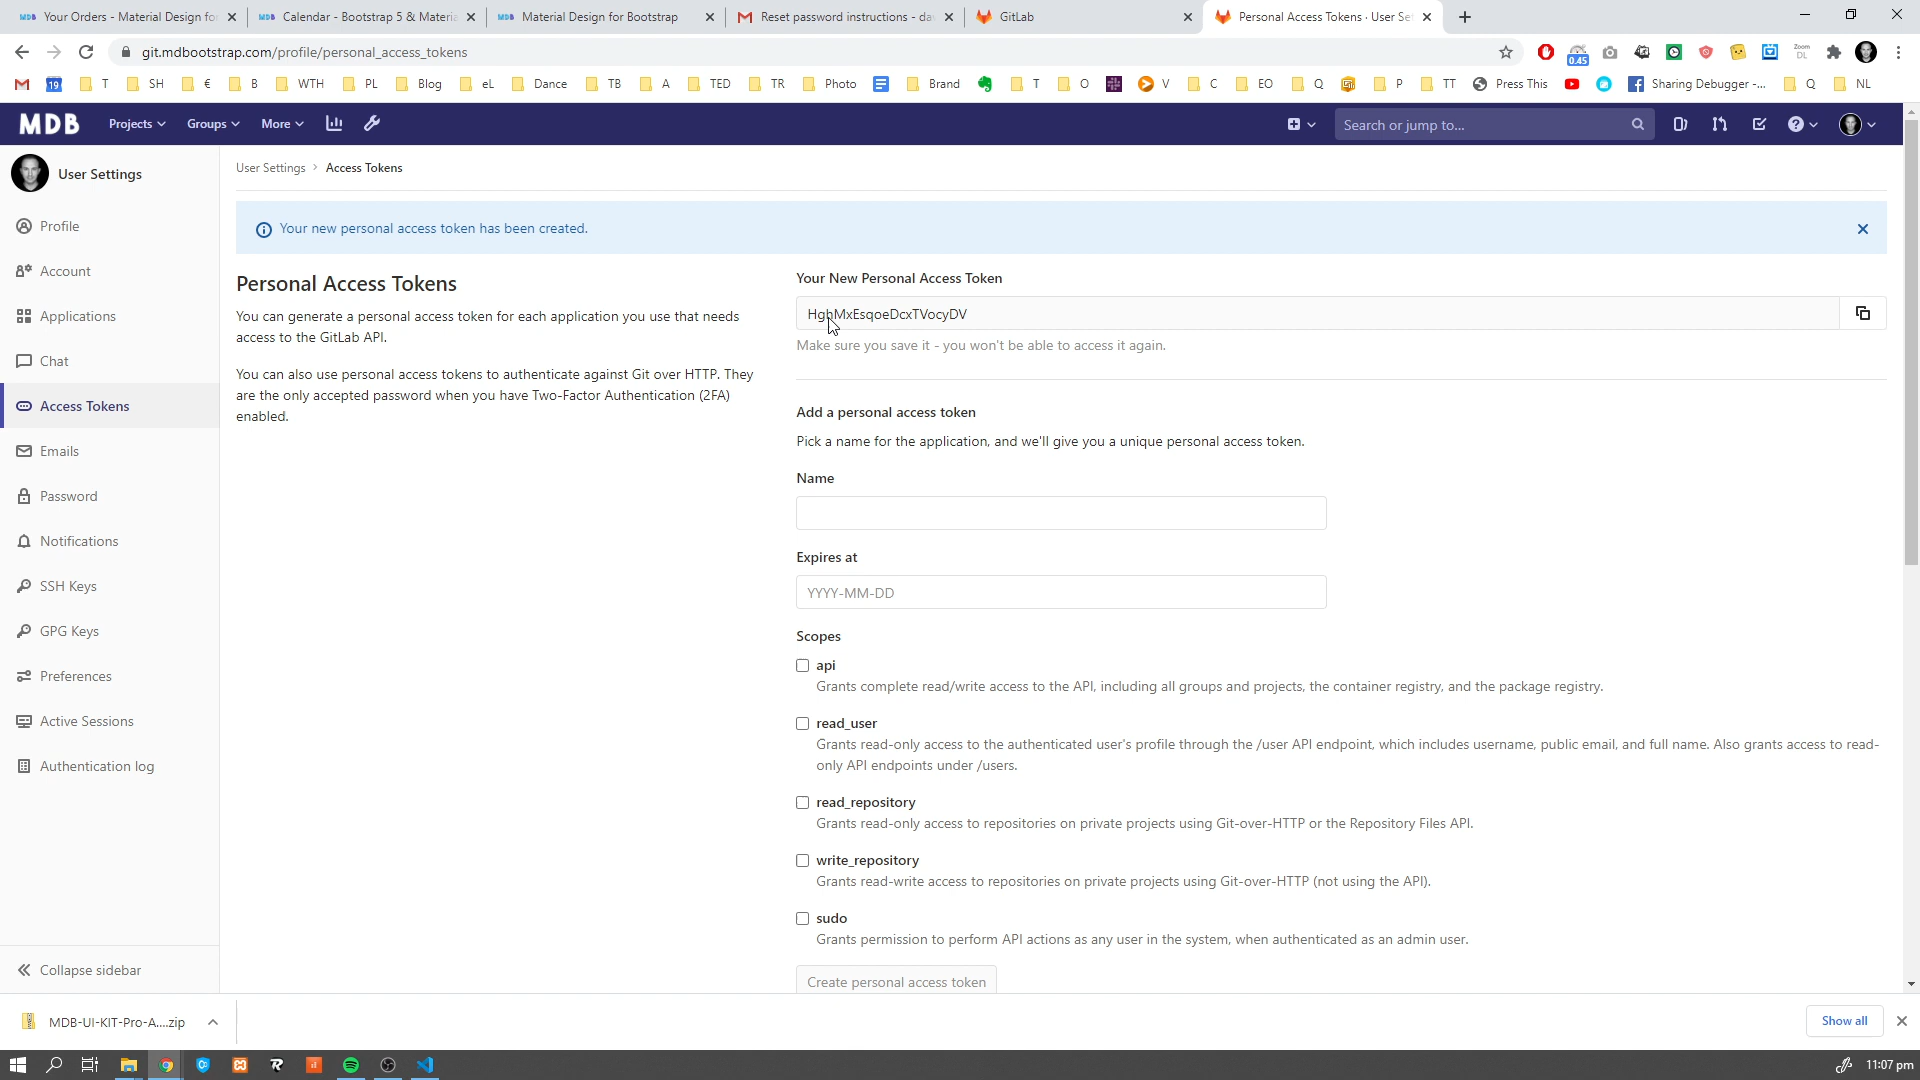 Your Orders - Material Design for
Calendar - Bootstrap 5 & Materia
Material Design for Bootstrap
Reset password instructions - da
GitLab
Personal Access Tokens · User Se
git.mdbootstrap.com/profile/personal_access_tokens
0.45
Zoom DL
19
T
SH
€
B
WTH
PL
Blog
eL
Dance
TB
A
TED
TR
Photo
Brand
T
O
V
C
EO
Q
P
TT
Press This
Sharing Debugger -...
Q
NL
MDB
Projects
Groups
More
Search or jump to...
User Settings
Profile
Account
Applications
Chat
Access Tokens
Emails
Password
Notifications
SSH Keys
GPG Keys
Preferences
Active Sessions
Authentication log
Collapse sidebar
User Settings > Access Tokens
Your new personal access token has been created.
Personal Access Tokens
You can generate a personal access token for each application you use that needs
access to the GitLab API.
You can also use personal access tokens to authenticate against Git over HTTP. They
are the only accepted password when you have Two-Factor Authentication (2FA)
enabled.
Your New Personal Access Token
Make sure you save it - you won't be able to access it again.
Add a personal access token
Pick a name for the application, and we'll give you a unique personal access token.
Name
Expires at
YYYY-MM-DD
Scopes
api
Grants complete read/write access to the API, including all groups and projects, the container registry, and the package registry.
read_user
Grants read-only access to the authenticated user's profile through the /user API endpoint, which includes username, public email, and full name. Also grants access to read-
only API endpoints under /users.
read_repository
Grants read-only access to repositories on private projects using Git-over-HTTP or the Repository Files API.
write_repository
Grants read-write access to repositories on private projects using Git-over-HTTP (not using the API).
sudo
Grants permission to perform API actions as any user in the system, when authenticated as an admin user.
Create personal access token
MDB-UI-KIT-Pro-A....zip
Show all
11:07 pm